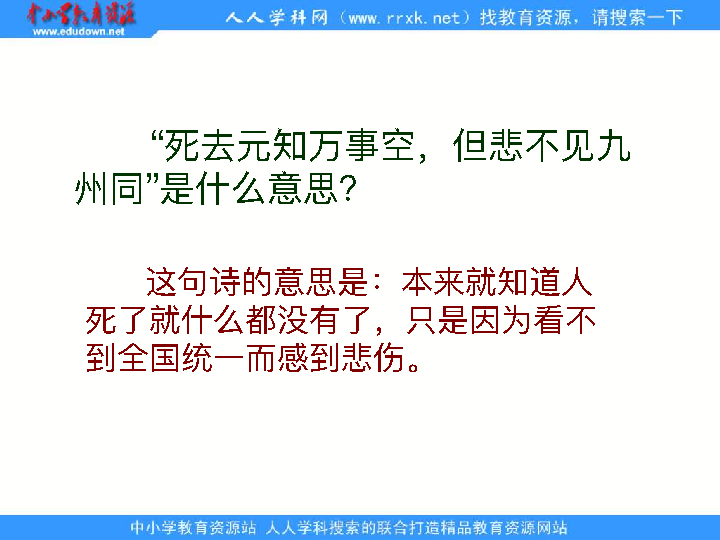 中小学教育资源
www.edudown.net
人人学科网（www.rrxk.net）找教育资源，请搜索一下
“死去元知万事空，但悲不见九
州同”是什么意思？
这句诗的意思是：本来就知道人
死了就什么都没有了，只是因为看不
到全国统一而感到悲伤。
中小学教育资源站 人人学科搜索的联合打造精品教育资源网站